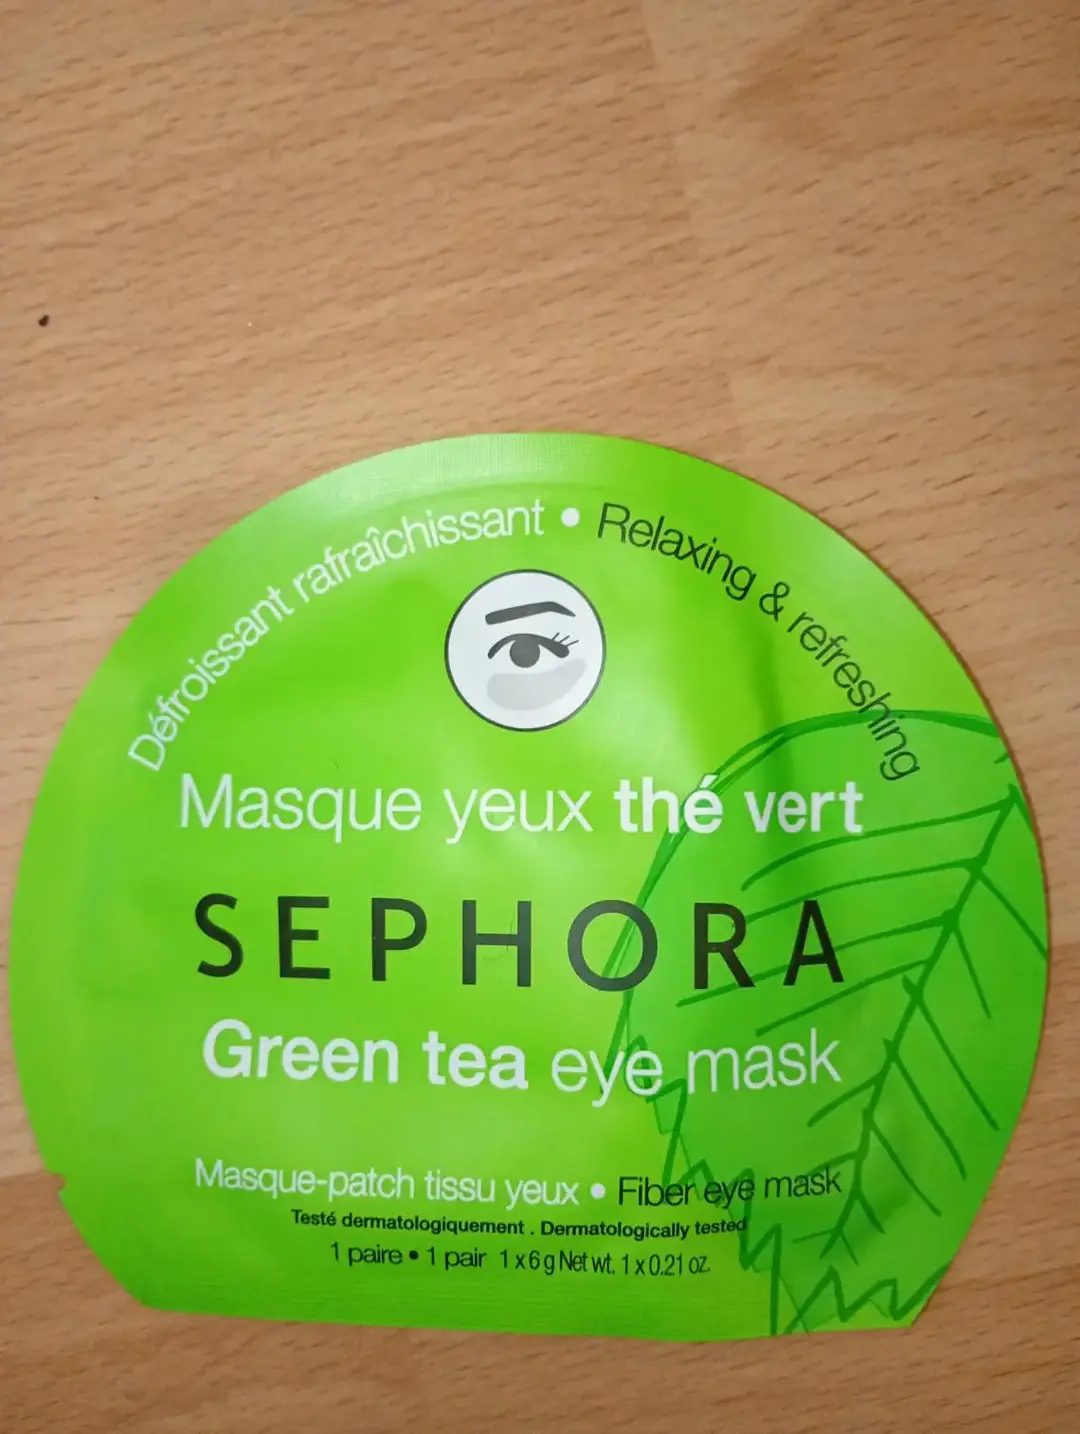 Défroissant rafraîchissant • Relaxing & refreshing
Masque yeux thé vert
SEPHORA
Green tea eye mask
Masque-patch tissu yeux • Fiber eye mask
Testé dermatologiquement . Dermatologically tested
1 paire • 1 pair 1 x 6 g Net wt. 1 x 0.21 oz.